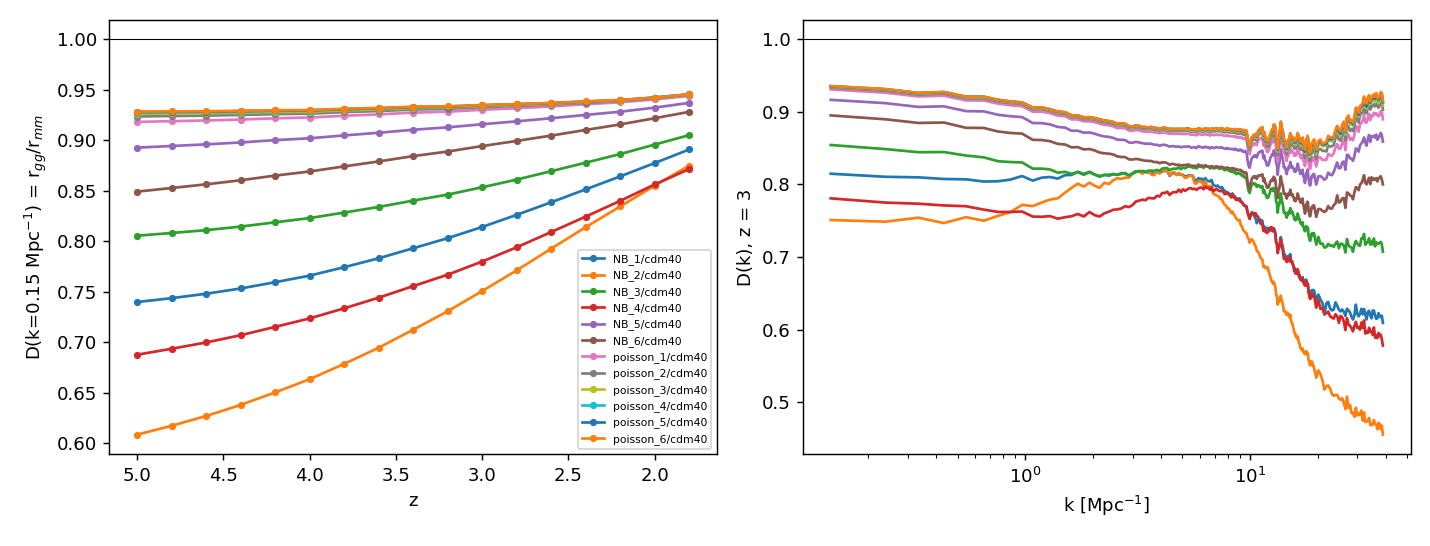 D(k=0.15 Mpc⁻¹) = r_gg/r_mm
1.00
0.95
0.90
0.85
0.80
0.75
0.70
0.65
0.60
5.0 4.5 4.0 3.5 3.0 2.5 2.0
z
NB_1/cdm40
NB_2/cdm40
NB_3/cdm40
NB_4/cdm40
NB_5/cdm40
NB_6/cdm40
poisson_1/cdm40
poisson_2/cdm40
poisson_3/cdm40
poisson_4/cdm40
poisson_5/cdm40
poisson_6/cdm40
D(k), z = 3
1.0
0.9
0.8
0.7
0.6
0.5
10⁰ 10¹
k [Mpc⁻¹]